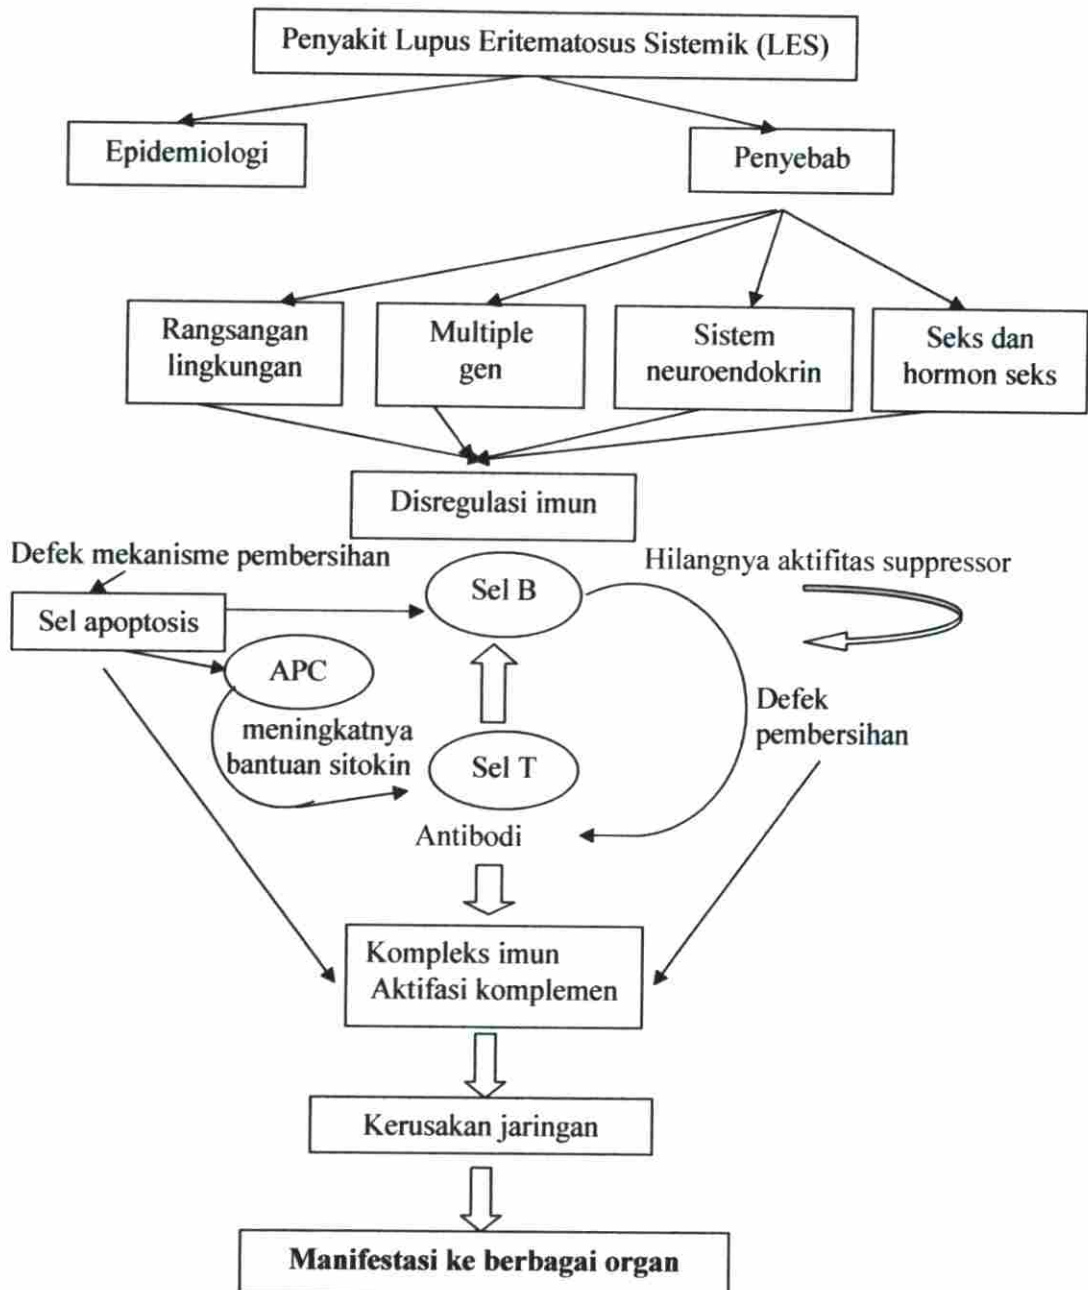 Penyakit Lupus Eritematosus Sistemik (LES)
Epidemiologi
Penyebab
Rangsangan
lingkungan
Multiple
gen
Sistem
neuroendokrin
Seks dan
hormon seks
Disregulasi imun
Defek mekanisme pembersihan
Hilangnya aktifitas suppressor
Sel B
Sel apoptosis
APC
Defek
pembersihan
meningkatnya
bantuan sitokin
Sel T
Antibodi
Kompleks imun
Aktifasi komplemen
Kerusakan jaringan
Manifestasi ke berbagai organ